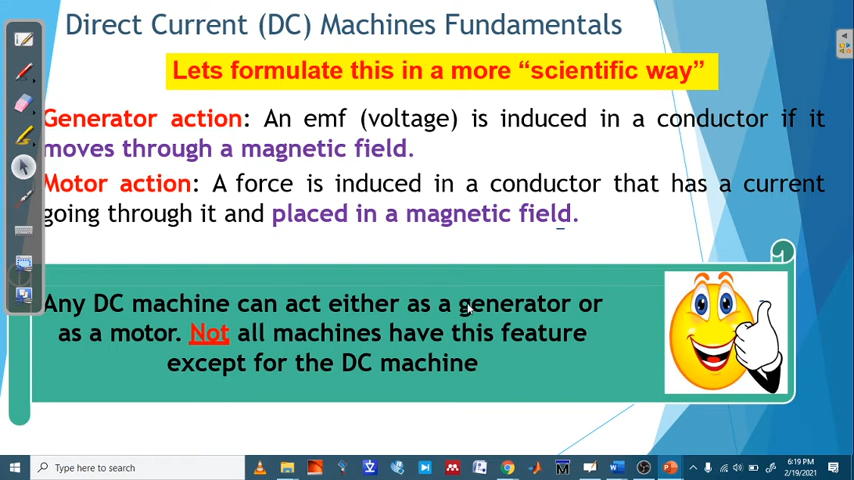 Direct Current (DC) Machines Fundamentals
Lets formulate this in a more “scientific way”
Generator action: An emf (voltage) is induced in a conductor if it
moves through a magnetic field.
Motor action: A force is induced in a conductor that has a current
going through it and placed in a magnetic field.
Any DC machine can act either as a generator or
as a motor. Not all machines have this feature
except for the DC machine
Type here to search
6:19 PM
2/19/2021